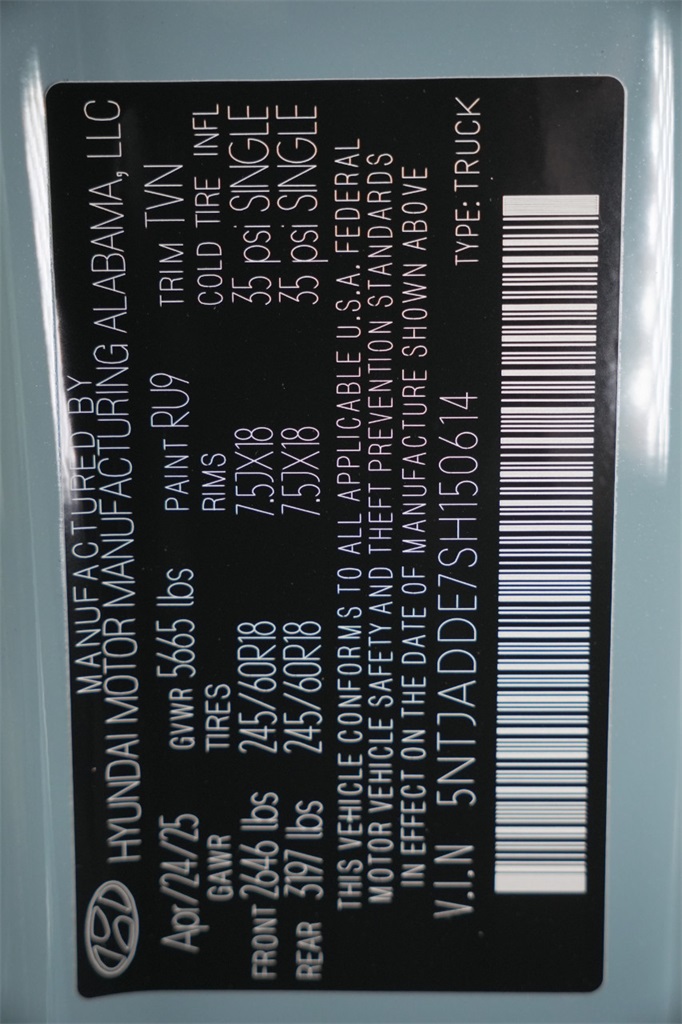 MANUFACTURED BY
HYUNDAI MOTOR MANUFACTURING ALABAMA, LLC
Apr/24/25 GVWR 5665 lbs PAINT RU9 TRIM TVN
GAWR TIRES RIMS COLD TIRE INFL
FRONT 2646 lbs 245/60R18 7.5JX18 35 psi SINGLE
REAR 3197 lbs 245/60R18 7.5JX18 35 psi SINGLE
THIS VEHICLE CONFORMS TO ALL APPLICABLE U.S.A. FEDERAL
MOTOR VEHICLE SAFETY AND THEFT PREVENTION STANDARDS
IN EFFECT ON THE DATE OF MANUFACTURE SHOWN ABOVE
V.I.N 5NTJADDE7SH150614 TYPE: TRUCK